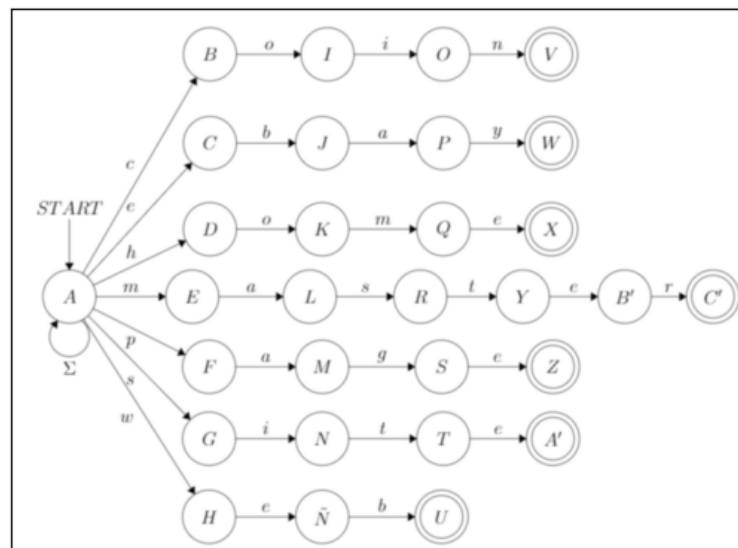 B o I i O n V
C b J a P y W
c
e
START
D o K m Q e X
h
A m E a L s R t Y e B' r C'
p
F a M g S e Z
Σ
s
w
G i N t T e A'
H e Ñ b U